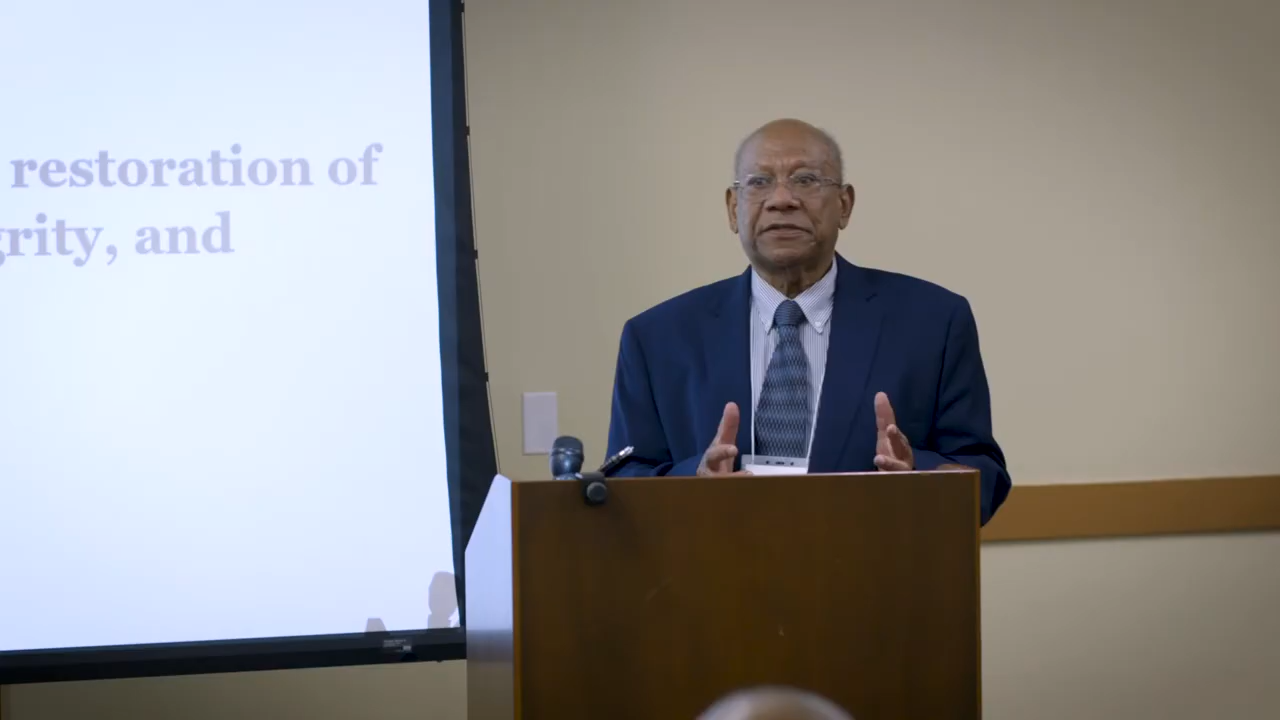 restoration of
grity, and